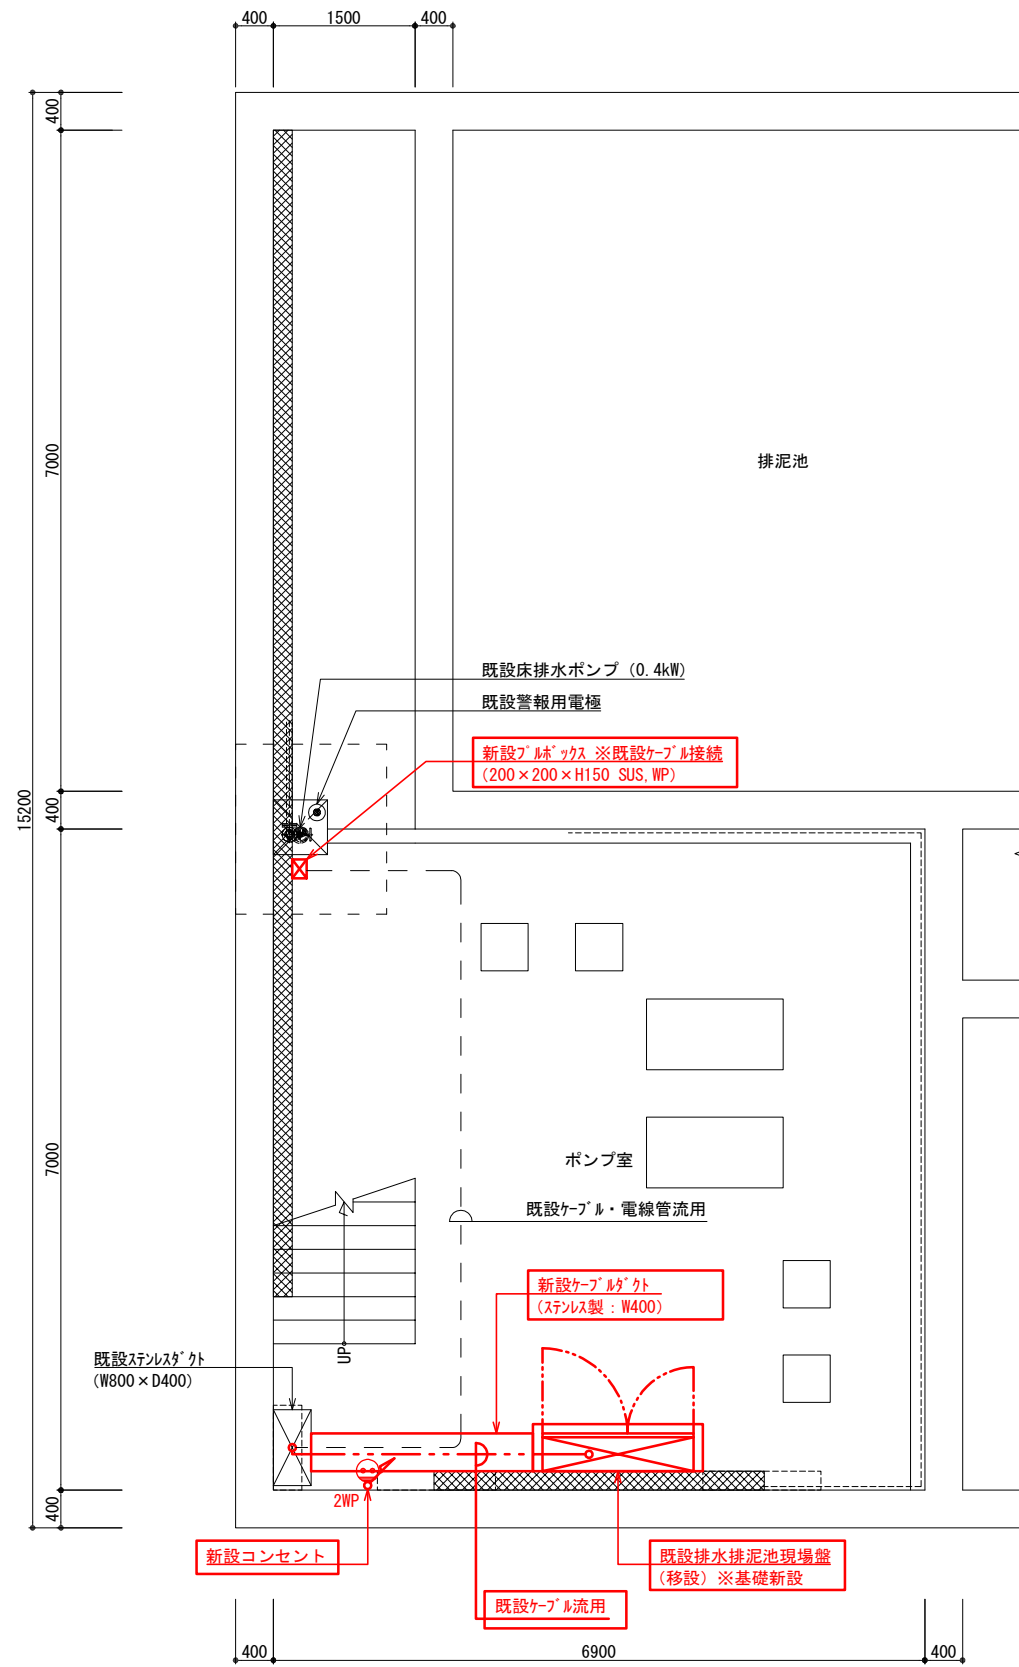 400
1500
400
400
7000
排泥池
既設床排水ポンプ (0.4kW)
既設警報用電極
新設ﾌﾟﾙﾎﾞｯｸｽ ※既設ｹｰﾌﾞﾙ接続
(200×200×H150 SUS,WP)
15200
400
7000
ポンプ室
既設ｹｰﾌﾞﾙ・電線管流用
新設ｹｰﾌﾞﾙﾀﾞｸﾄ
(ｽﾃﾝﾚｽ製：W400)
UP
既設ｽﾃﾝﾚｽﾀﾞｸﾄ
(W800×D400)
2WP
400
新設コンセント
既設排水排泥池現場盤
(移設) ※基礎新設
既設ｹｰﾌﾞﾙ流用
400
6900
400